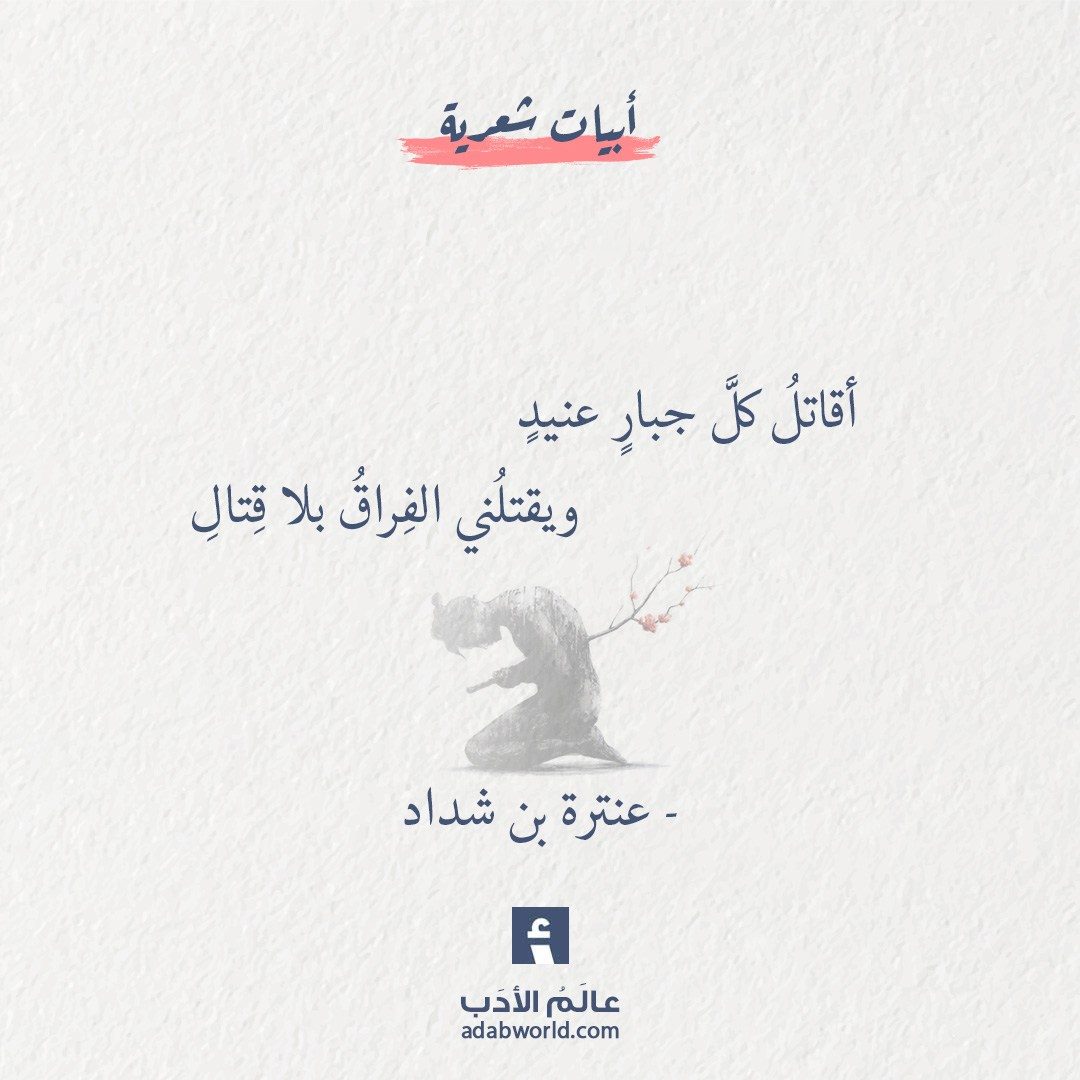 أبيات شعرية
أقاتلُ كلَّ جبارٍ عنيدٍ
ويقتلُني الفِراقُ بلا قِتالِ
- عنترة بن شداد
أ
عالَمُ الأدَب
adabworld.com